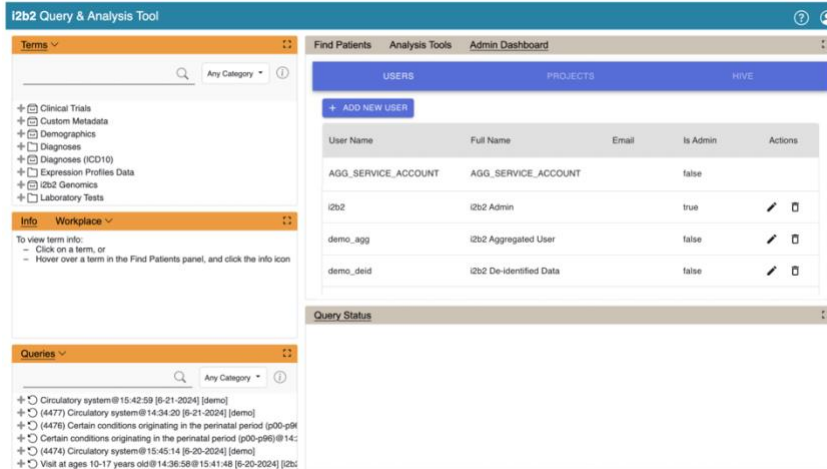 i2b2 Query & Analysis Tool
Terms
Any Category
Clinical Trials
Custom Metadata
Demographics
Diagnoses
Diagnoses (ICD10)
Expression Profiles Data
i2b2 Genomics
Laboratory Tests
Info Workplace
To view term info:
– Click on a term, or
– Hover over a term in the Find Patients panel, and click the info icon
Queries
Any Category
Circulatory system@15:42:59 [6-21-2024] [demo]
(4477) Circulatory system@14:34:20 [6-21-2024] [demo]
(4476) Certain conditions originating in the perinatal period (p00-p96
Certain conditions originating in the perinatal period (p00-p96)@14:
(4474) Circulatory system@15:45:14 [6-20-2024] [demo]
Visit at ages 10-17 years old@14:36:58@15:41:48 [6-20-2024] [i2b2
Find Patients Analysis Tools Admin Dashboard
USERS PROJECTS HIVE
+ ADD NEW USER
User Name Full Name Email Is Admin Actions
AGG_SERVICE_ACCOUNT AGG_SERVICE_ACCOUNT false
i2b2 i2b2 Admin true
demo_agg i2b2 Aggregated User false
demo_deid i2b2 De-identified Data false
Query Status